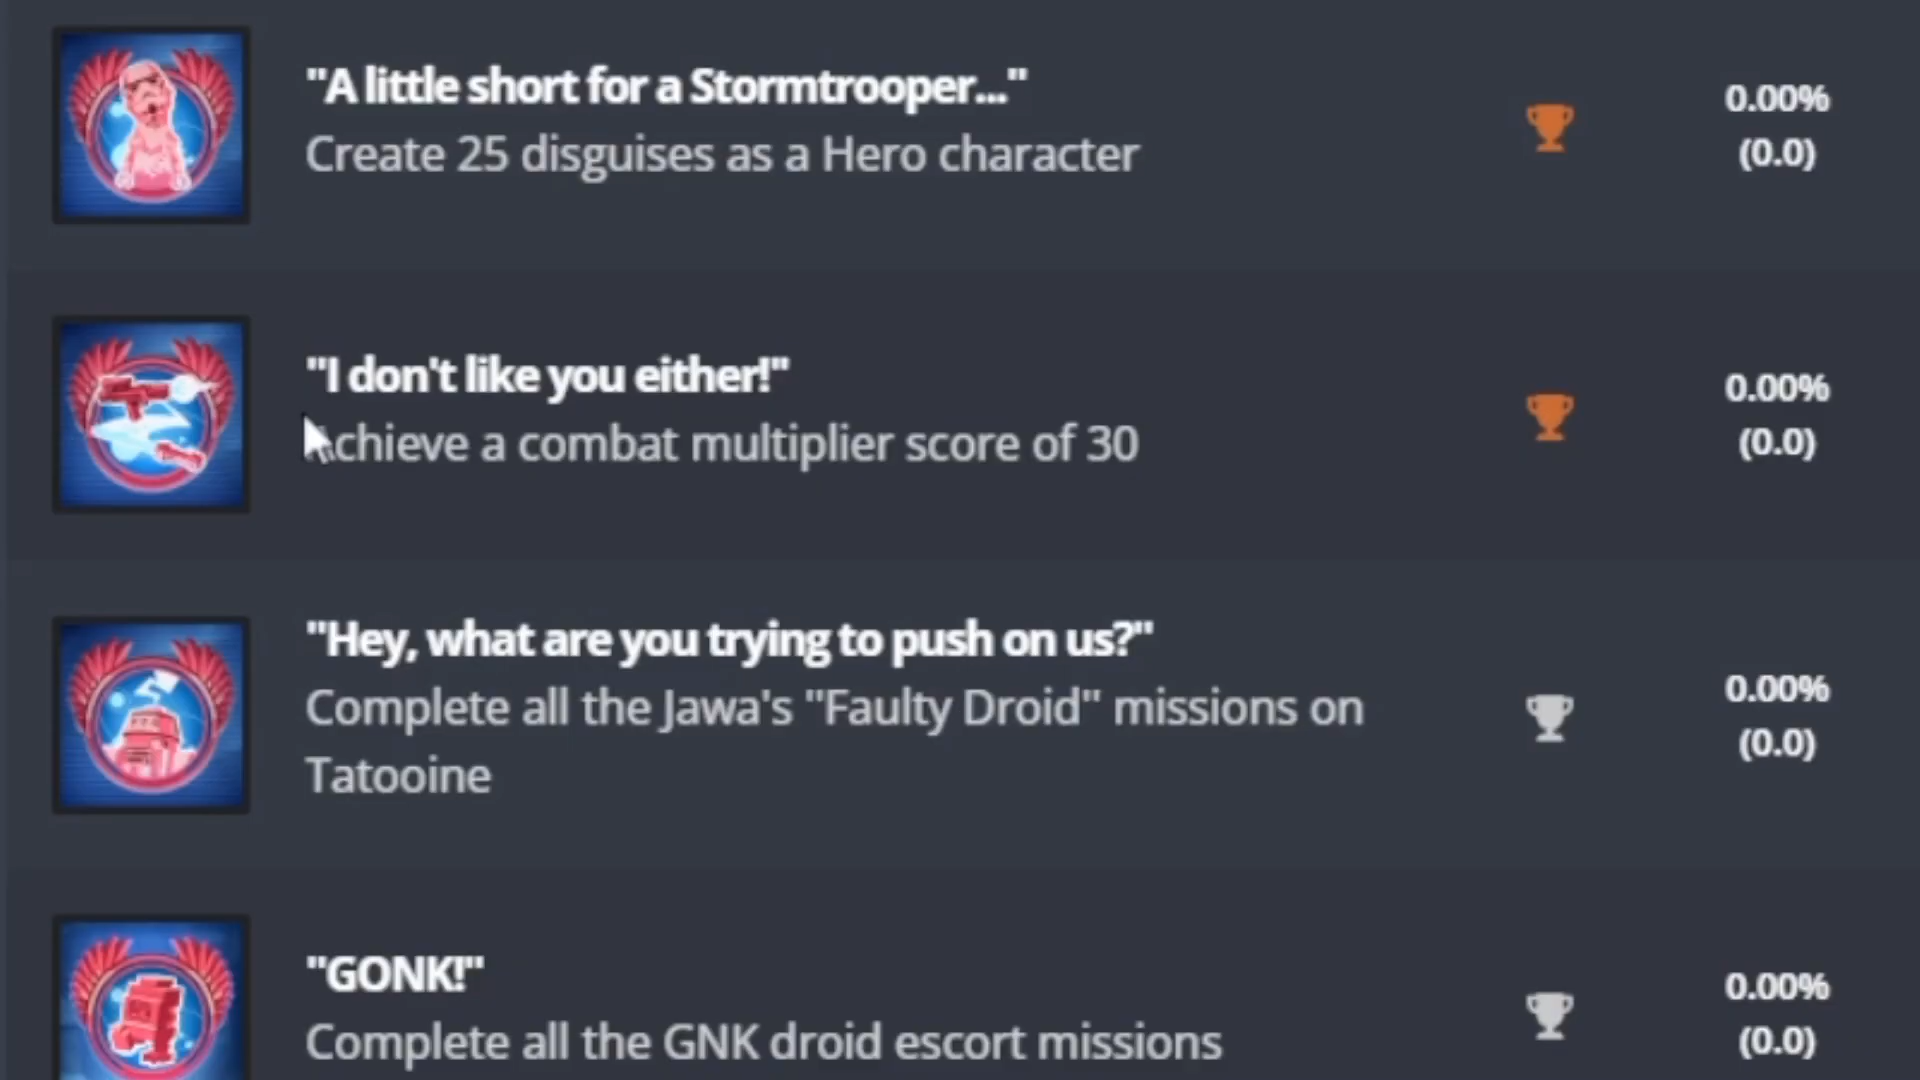 "A little short for a Stormtrooper..."
Create 25 disguises as a Hero character
0.00%
(0.0)
"I don't like you either!"
Achieve a combat multiplier score of 30
0.00%
(0.0)
"Hey, what are you trying to push on us?"
Complete all the Jawa's "Faulty Droid" missions on
Tatooine
0.00%
(0.0)
"GONK!"
Complete all the GNK droid escort missions
0.00%
(0.0)